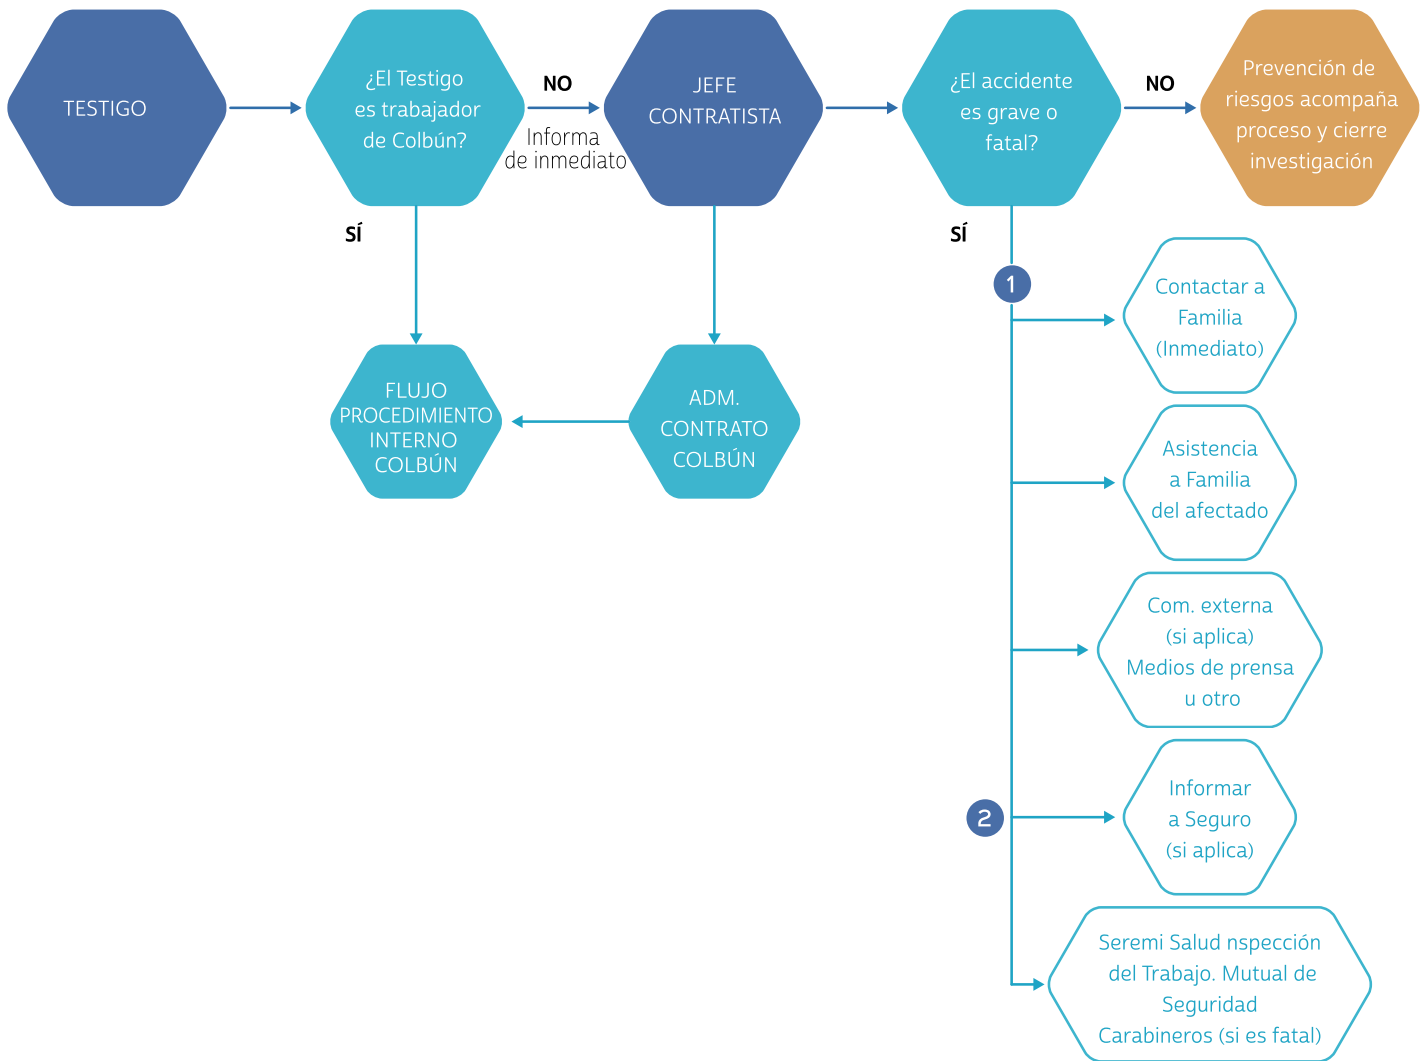 TESTIGO
¿El Testigo
es trabajador
de Colbún?
NO
Informa
de inmediato
JEFE
CONTRATISTA
¿El accidente
es grave o
fatal?
NO
Prevención de
riesgos acompaña
proceso y cierre
investigación
SÍ
SÍ
FLUJO
PROCEDIMIENTO
INTERNO
COLBÚN
ADM.
CONTRATO
COLBÚN
1
Contactar a
Familia
(Inmediato)
Asistencia
a Familia
del afectado
Com. externa
(si aplica)
Medios de prensa
u otro
2
Informar
a Seguro
(si aplica)
Seremi Salud nspección
del Trabajo. Mutual de
Seguridad
Carabineros (si es fatal)